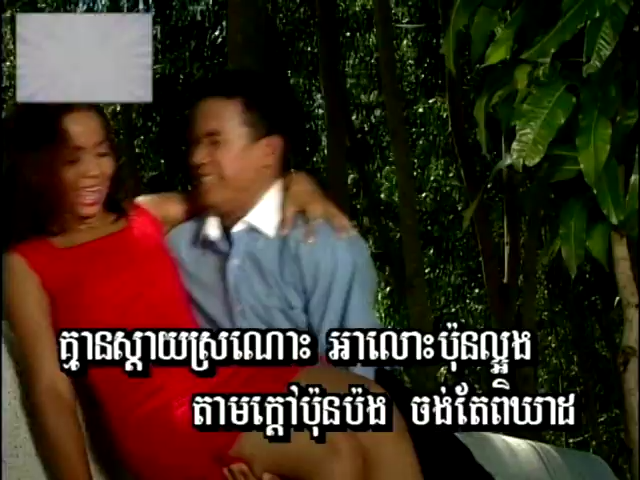 គ្មានស្តាយស្រណោះ អាលោះប៉ុនល្អង
តាមក្តៅប៉ុនប៉ង ចង់តែពិឃាដ